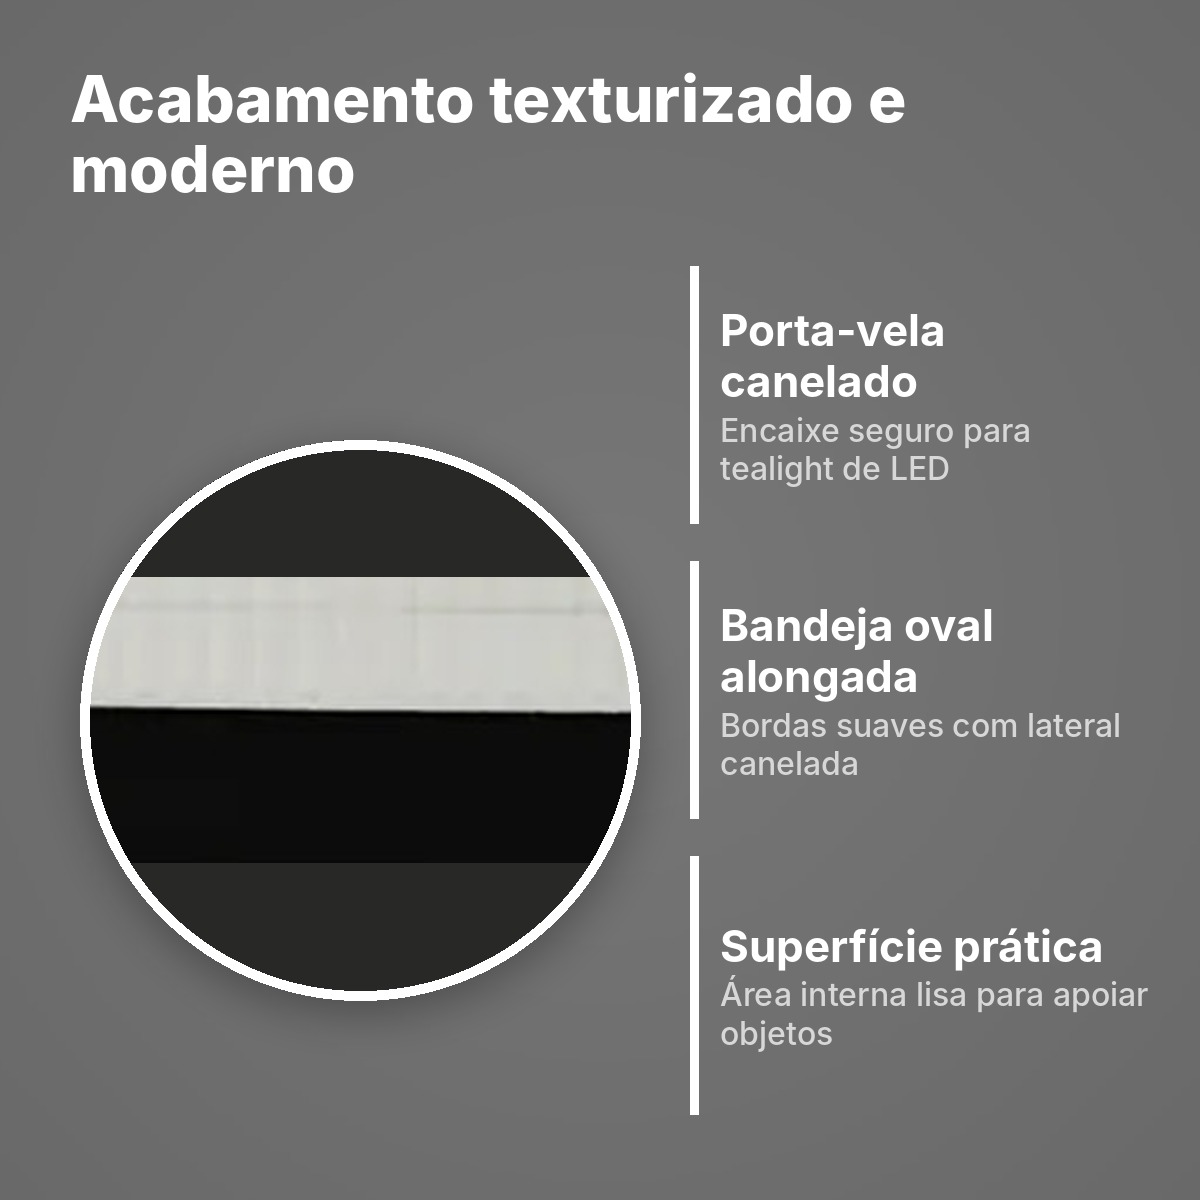 Acabamento texturizado e
moderno
Porta-vela
canelado
Encaixe seguro para
tealight de LED
Bandeja oval
alongada
Bordas suaves com lateral
canelada
Superfície prática
Área interna lisa para apoiar
objetos